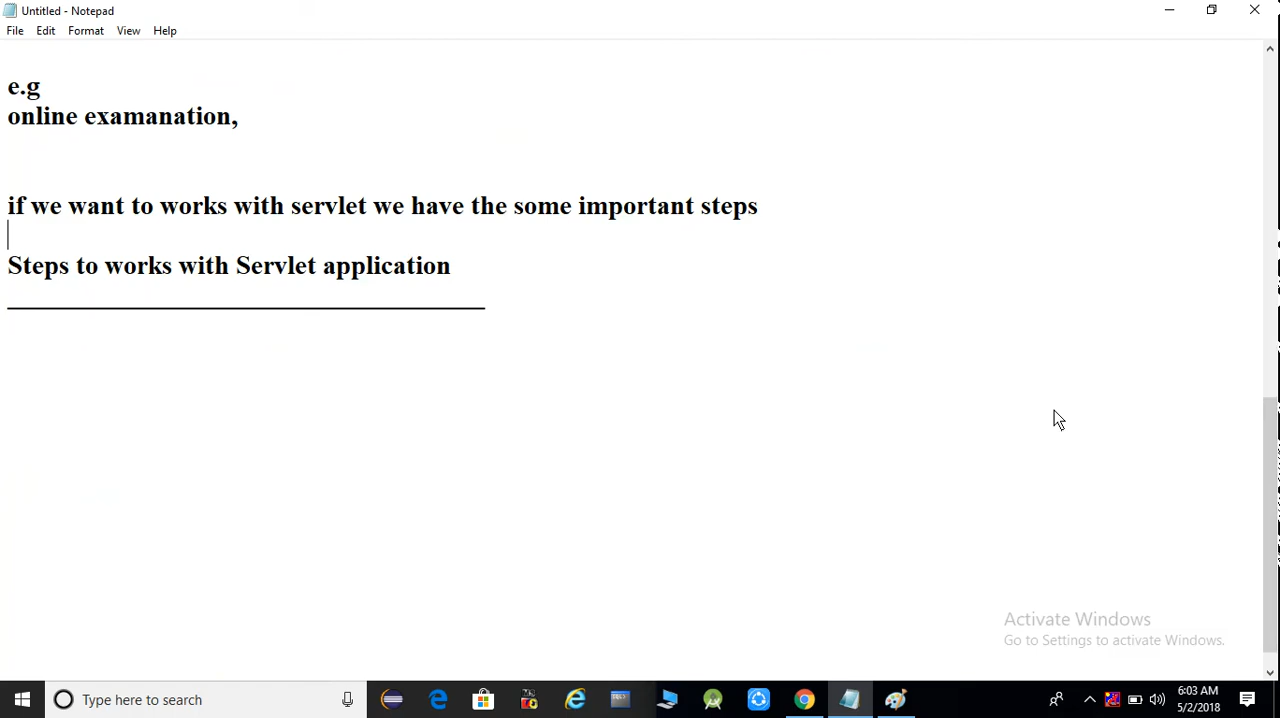 Untitled - Notepad
File Edit Format View Help
e.g
online examanation,
if we want to works with servlet we have the some important steps
Steps to works with Servlet application
Activate Windows
Go to Settings to activate Windows.
Type here to search
6:03 AM
5/2/2018